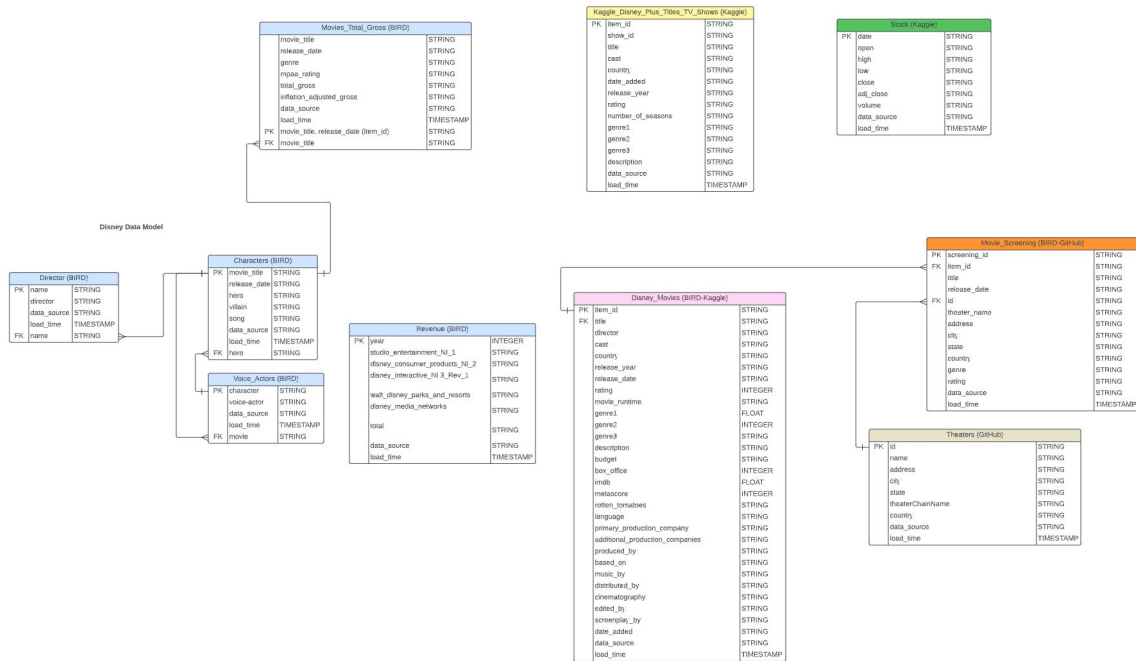 Movies_Total_Gross (BIRD)
movie_title STRING
release_date STRING
genre STRING
mpaa_rating STRING
total_gross STRING
inflation_adjusted_gross STRING
data_source STRING
load_time TIMESTAMP
PK movie_title, release_date (item_id) STRING
FK movie_title STRING
Kaggle_Disney_Plus_Titles_TV_Shows (Kaggle)
PK item_id STRING
show_id STRING
title STRING
cast STRING
country STRING
date_added STRING
release_year STRING
rating STRING
number_of_seasons STRING
genre1 STRING
genre2 STRING
genre3 STRING
description STRING
data_source STRING
load_time TIMESTAMP
Stock (Kaggle)
PK date STRING
open STRING
high STRING
low STRING
close STRING
adj_close STRING
volume STRING
data_source STRING
load_time TIMESTAMP
Disney Data Model
Director (BIRD)
PK name STRING
director STRING
data_source STRING
load_time TIMESTAMP
FK name STRING
Characters (BIRD)
PK movie_title STRING
release_date STRING
hero STRING
villain STRING
song STRING
data_source STRING
load_time TIMESTAMP
FK hero STRING
Voice_Actors (BIRD)
PK character STRING
voice-actor STRING
data_source STRING
load_time TIMESTAMP
FK movie STRING
Revenue (BIRD)
PK year INTEGER
studio_entertainment_NI_1 STRING
disney_consumer_products_NI_2 STRING
disney_interactive_NI 3_Rev_1 STRING
walt_disney_parks_and_resorts STRING
disney_media_networks STRING
total STRING
data_source STRING
load_time TIMESTAMP
Disney_Movies (BIRD-Kaggle)
PK item_id STRING
FK title STRING
director STRING
cast STRING
country STRING
release_year STRING
release_date STRING
rating INTEGER
movie_runtime STRING
genre1 FLOAT
genre2 INTEGER
genre3 STRING
description STRING
budget STRING
box_office INTEGER
imdb FLOAT
metascore INTEGER
rotten_tomatoes STRING
language STRING
primary_production_company STRING
additional_production_companies STRING
produced_by STRING
based_on STRING
music_by STRING
distributed_by STRING
cinematography STRING
edited_by STRING
screenplay_by STRING
date_added STRING
data_source STRING
load_time TIMESTAMP
Movie_Screening (BIRD-GitHub)
PK screening_id STRING
FK item_id STRING
title STRING
release_date STRING
FK id STRING
theater_name STRING
address STRING
city STRING
state STRING
country STRING
genre STRING
rating STRING
data_source STRING
load_time TIMESTAMP
Theaters (GitHub)
PK id STRING
name STRING
address STRING
city STRING
state STRING
theaterChainName STRING
country STRING
data_source STRING
load_time TIMESTAMP